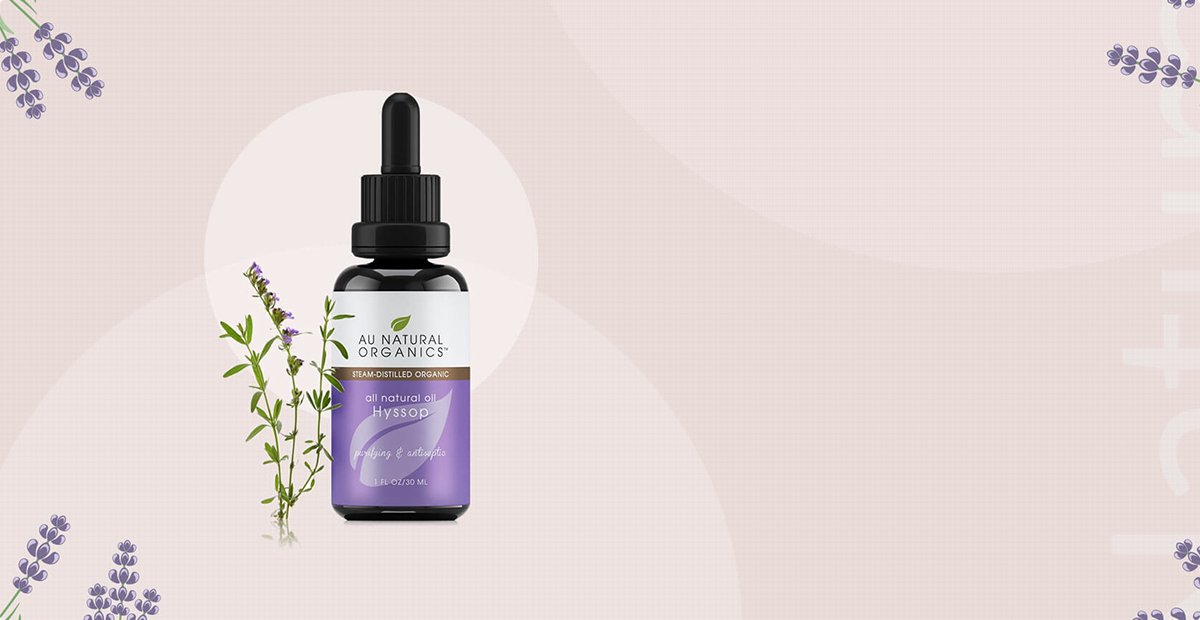 AU NATURAL
ORGANICS™
STEAM-DISTILLED ORGANIC
all natural oil
Hyssop
purifying & antiseptic
1 FL OZ/30 ML